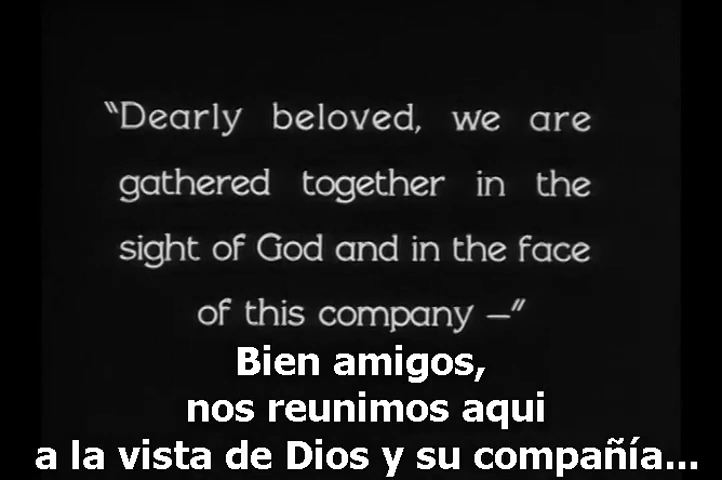 "Dearly beloved, we are
gathered together in the
sight of God and in the face
of this company —"
Bien amigos,
nos reunimos aqui
a la vista de Dios y su compañía...